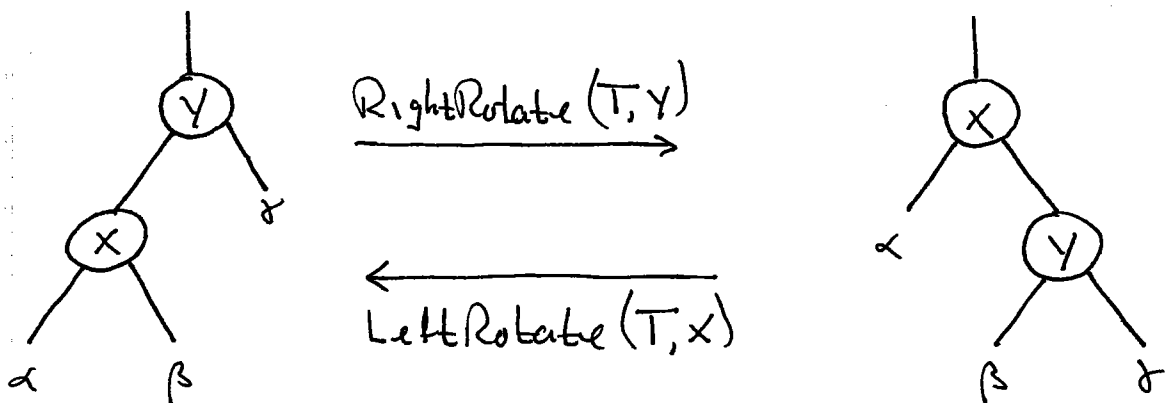 Y
RightRotate (T, Y)
X
γ
X
α
Y
LeftRotate (T, X)
α
β
β
γ